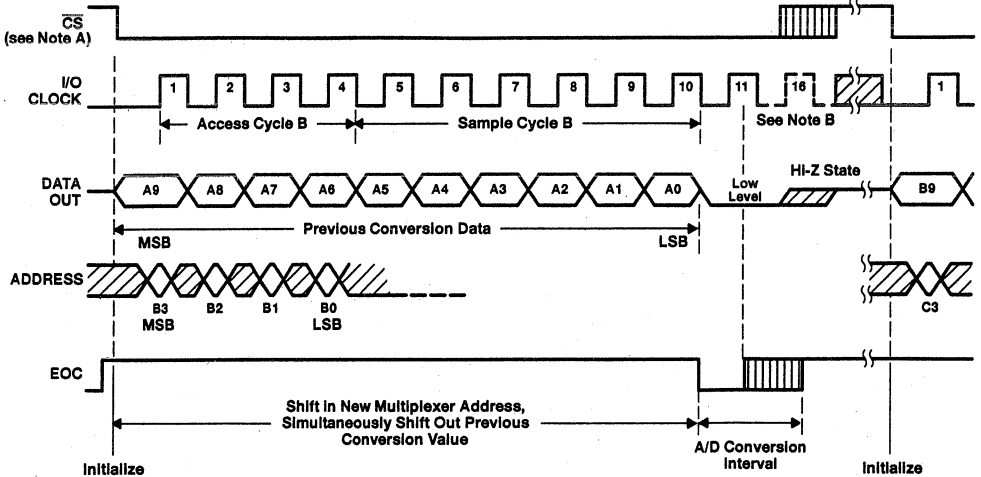 CS
(see Note A)
I/O
CLOCK
1 2 3 4 5 6 7 8 9 10 11 16 1
Access Cycle B
Sample Cycle B
See Note B
DATA
OUT
A9 A8 A7 A6 A5 A4 A3 A2 A1 A0
Low
Level
HI-Z State
B9
Previous Conversion Data
MSB
LSB
ADDRESS
B3 B2 B1 B0
MSB LSB
C3
EOC
Shift in New Multiplexer Address,
Simultaneously Shift Out Previous
Conversion Value
A/D Conversion
Interval
Initialize
Initialize